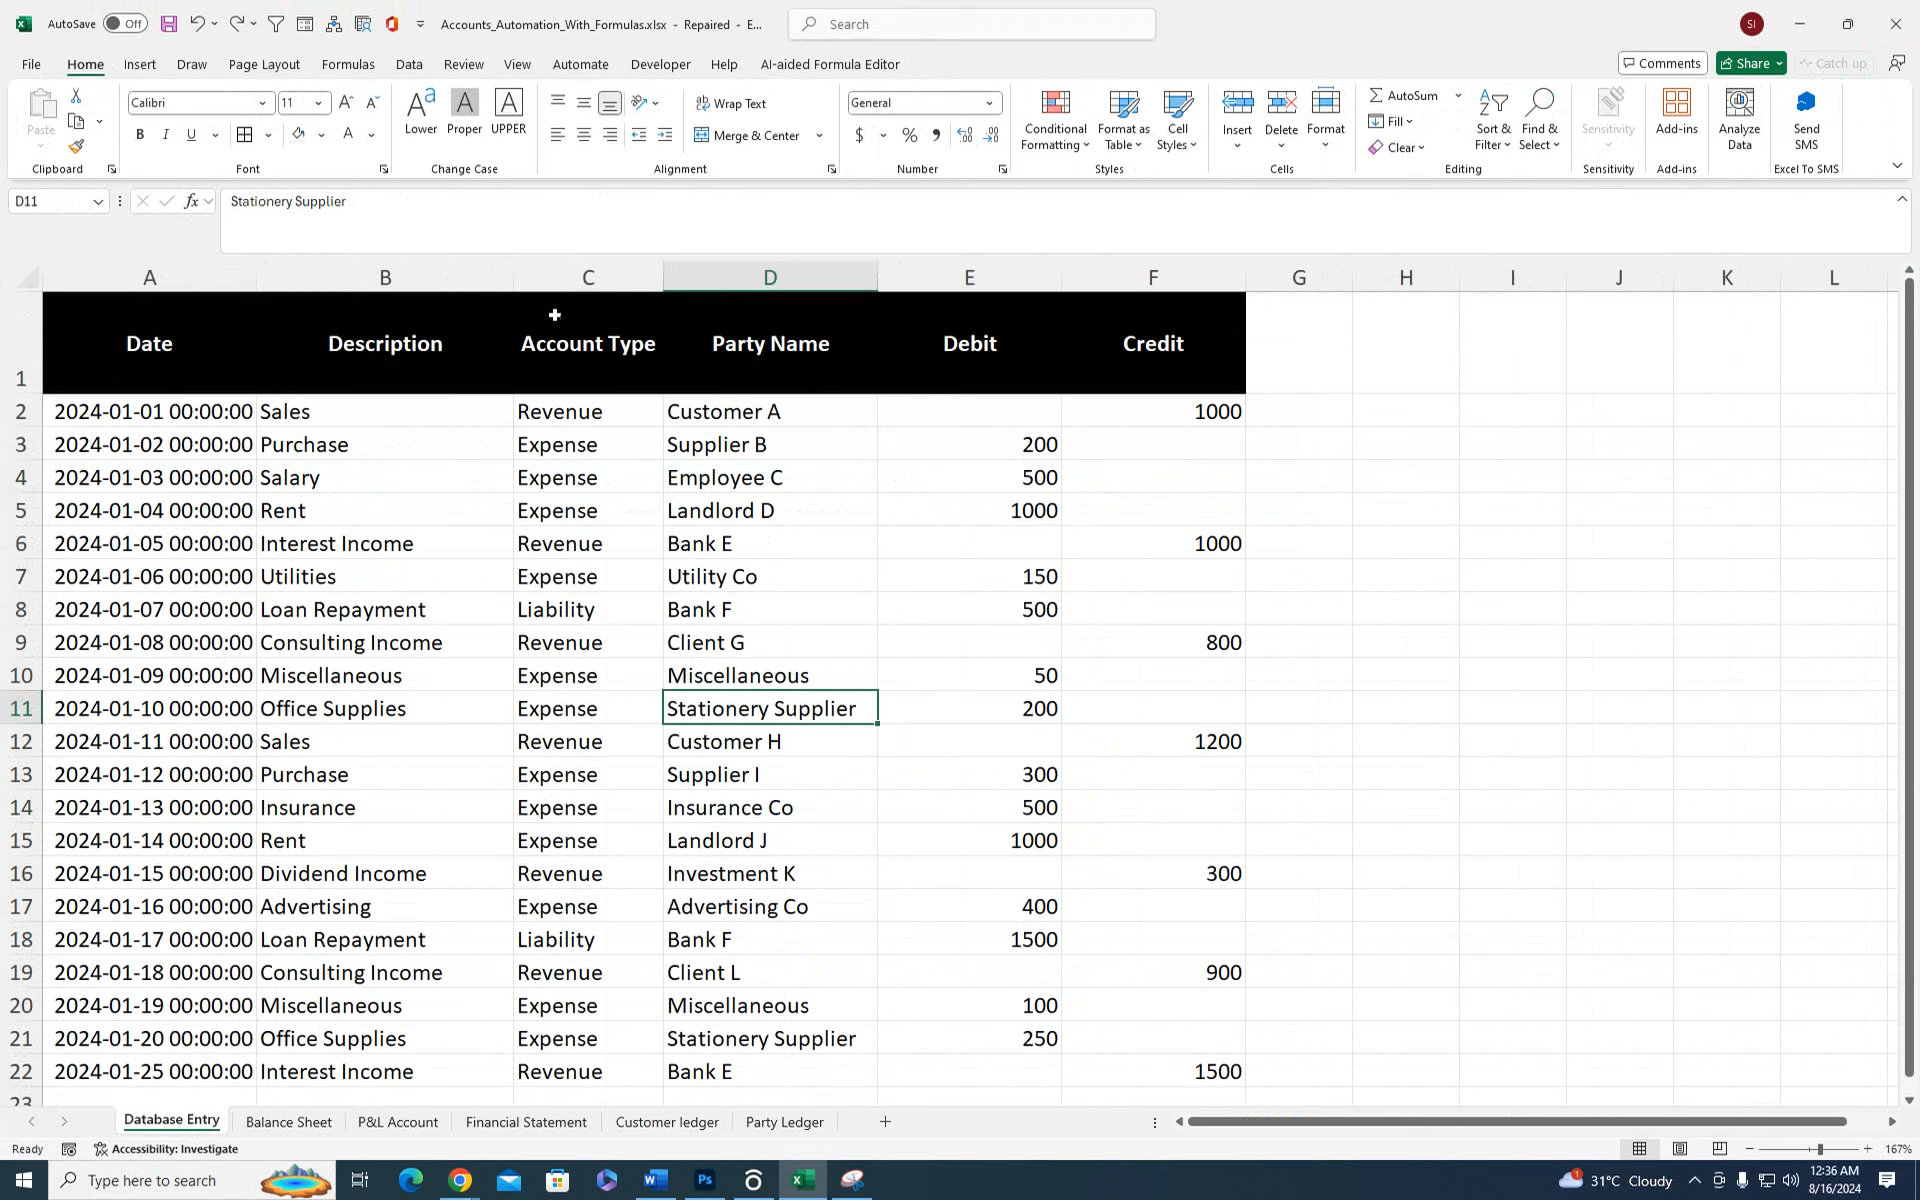 AutoSave Off Accounts_Automation_With_Formulas.xlsx - Repaired - E... Search SI
File Home Insert Draw Page Layout Formulas Data Review View Automate Developer Help AI-aided Formula Editor Comments Share Catch up
Paste Calibri 11 Lower Proper UPPER Wrap Text Merge & Center General $ % Conditional Formatting Format as Table Cell Styles Insert Delete Format AutoSum Fill Clear Sort & Filter Find & Select Sensitivity Add-ins Analyze Data Send SMS
Clipboard Font Change Case Alignment Number Styles Cells Editing Sensitivity Add-ins Excel To SMS
D11 fx Stationery Supplier
A B C D E F G H I J K L
1 Date Description Account Type Party Name Debit Credit
2 2024-01-01 00:00:00 Sales Revenue Customer A 1000
3 2024-01-02 00:00:00 Purchase Expense Supplier B 200
4 2024-01-03 00:00:00 Salary Expense Employee C 500
5 2024-01-04 00:00:00 Rent Expense Landlord D 1000
6 2024-01-05 00:00:00 Interest Income Revenue Bank E 1000
7 2024-01-06 00:00:00 Utilities Expense Utility Co 150
8 2024-01-07 00:00:00 Loan Repayment Liability Bank F 500
9 2024-01-08 00:00:00 Consulting Income Revenue Client G 800
10 2024-01-09 00:00:00 Miscellaneous Expense Miscellaneous 50
11 2024-01-10 00:00:00 Office Supplies Expense Stationery Supplier 200
12 2024-01-11 00:00:00 Sales Revenue Customer H 1200
13 2024-01-12 00:00:00 Purchase Expense Supplier I 300
14 2024-01-13 00:00:00 Insurance Expense Insurance Co 500
15 2024-01-14 00:00:00 Rent Expense Landlord J 1000
16 2024-01-15 00:00:00 Dividend Income Revenue Investment K 300
17 2024-01-16 00:00:00 Advertising Expense Advertising Co 400
18 2024-01-17 00:00:00 Loan Repayment Liability Bank F 1500
19 2024-01-18 00:00:00 Consulting Income Revenue Client L 900
20 2024-01-19 00:00:00 Miscellaneous Expense Miscellaneous 100
21 2024-01-20 00:00:00 Office Supplies Expense Stationery Supplier 250
22 2024-01-25 00:00:00 Interest Income Revenue Bank E 1500
23
Database Entry Balance Sheet P&L Account Financial Statement Customer ledger Party Ledger
Ready Accessibility: Investigate 167%
Type here to search 31°C Cloudy 12:36 AM
8/16/2024